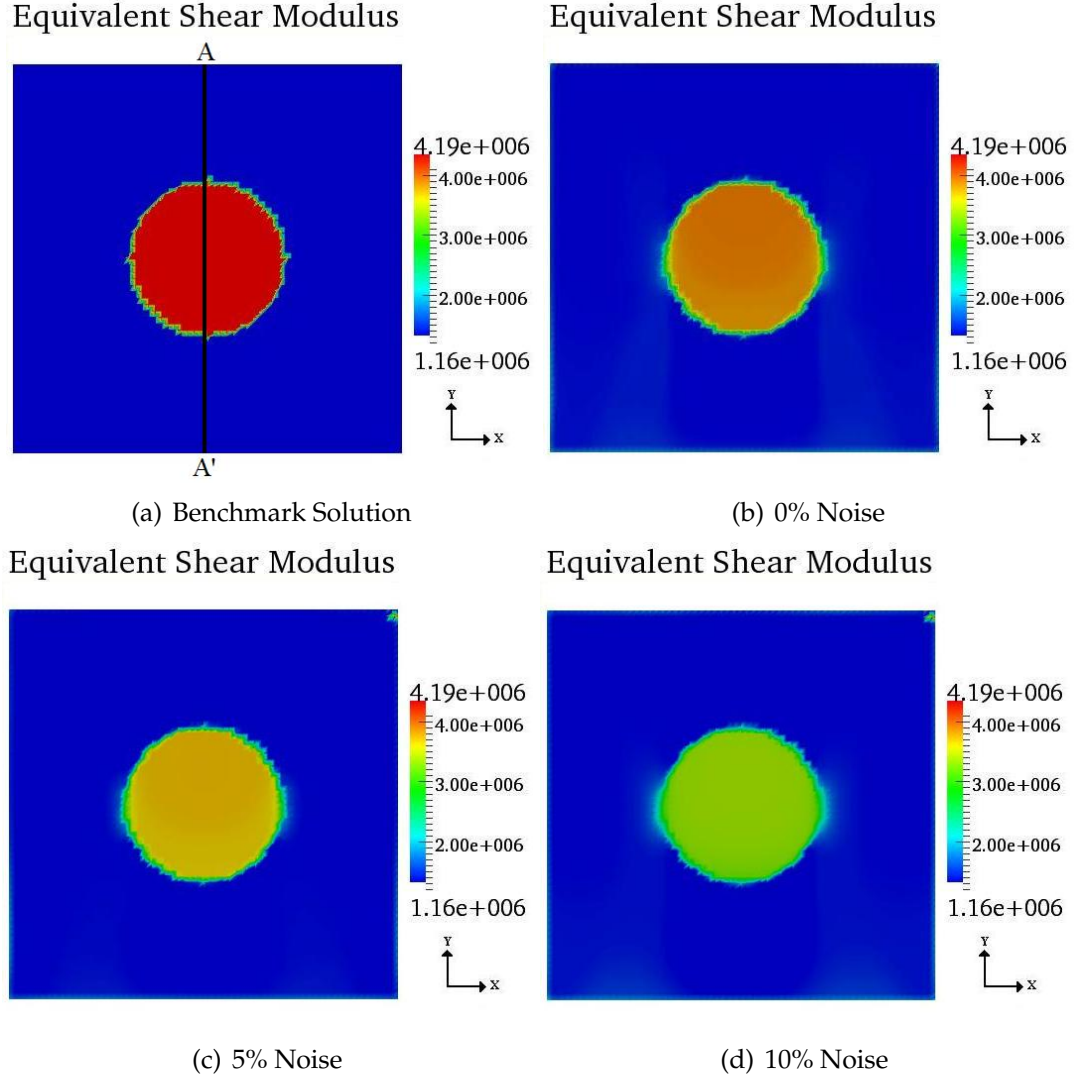 Equivalent Shear Modulus
A
A'
4.19e+006
4.00e+006
3.00e+006
2.00e+006
1.16e+006
Y
X
(a) Benchmark Solution
Equivalent Shear Modulus
4.19e+006
4.00e+006
3.00e+006
2.00e+006
1.16e+006
Y
X
(b) 0% Noise
Equivalent Shear Modulus
4.19e+006
4.00e+006
3.00e+006
2.00e+006
1.16e+006
Y
X
(c) 5% Noise
Equivalent Shear Modulus
4.19e+006
4.00e+006
3.00e+006
2.00e+006
1.16e+006
Y
X
(d) 10% Noise